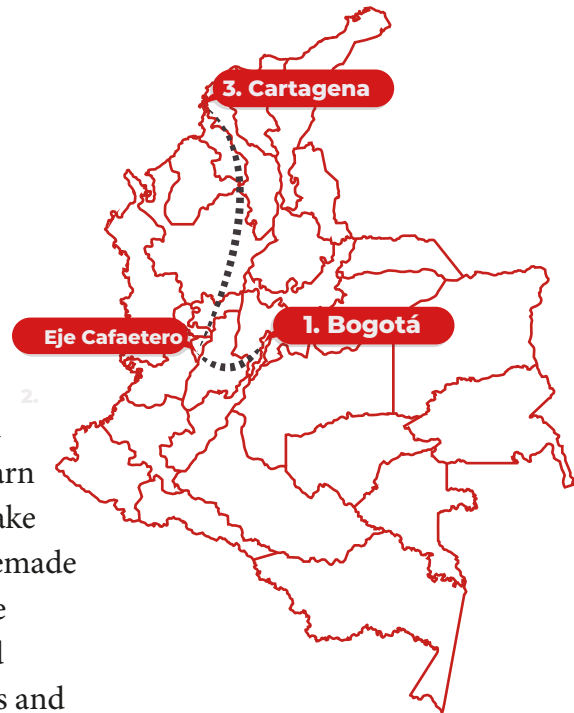 3. Cartagena
1. Bogotá
Eje Cafaetero
2.
arn
ake
emade
e
l
s and